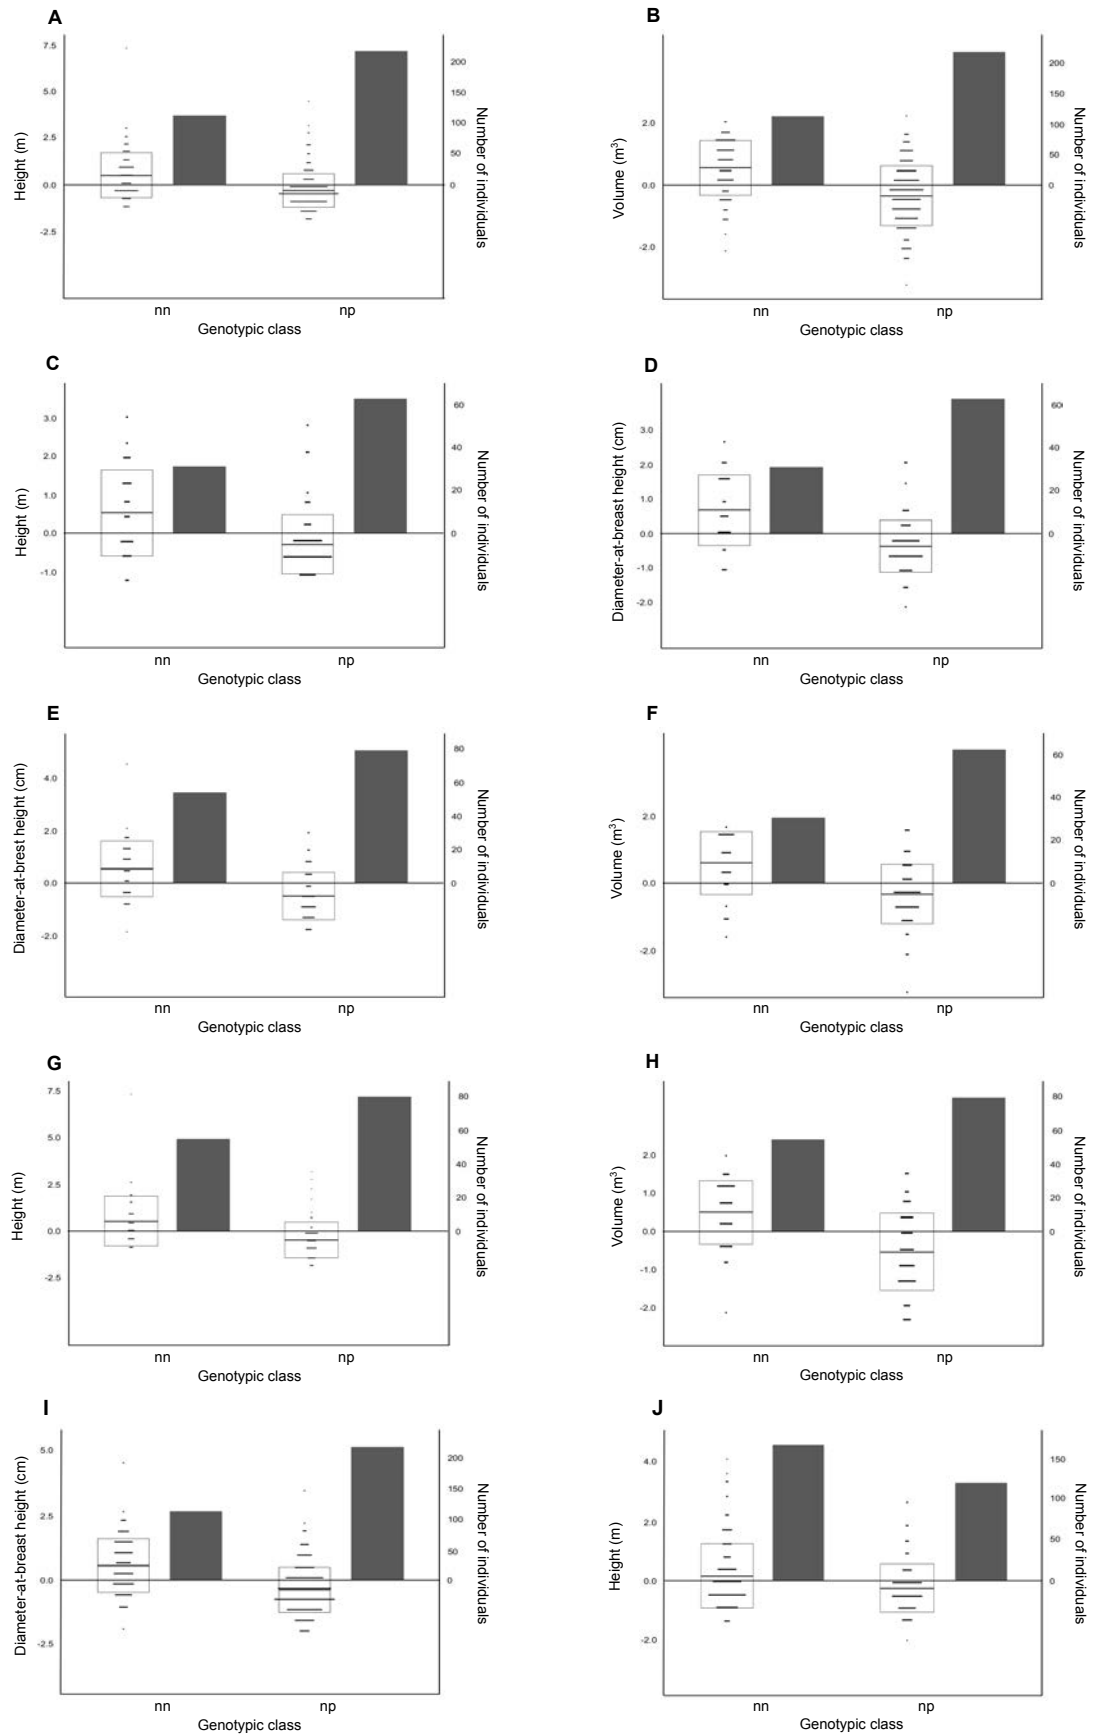 A
7.5
5.0
2.5
0.0
-2.5
Height (m)
200
150
100
50
0
Number of individuals
nn
np
Genotypic class
B
2.0
0.0
-2.0
Volume (m³)
200
150
100
50
0
Number of individuals
nn
np
Genotypic class
C
3.0
2.0
1.0
0.0
-1.0
Height (m)
60
40
20
0
Number of individuals
nn
np
Genotypic class
D
3.0
2.0
1.0
0.0
-1.0
-2.0
Diameter-at-breast height (cm)
60
40
20
0
Number of individuals
nn
np
Genotypic class
E
4.0
2.0
0.0
-2.0
Diameter-at-brest height (cm)
80
60
40
20
0
Number of individuals
nn
np
Genotypic class
F
2.0
0.0
-2.0
Volume (m³)
60
40
20
0
Number of individuals
nn
np
Genotypic class
G
7.5
5.0
2.5
0.0
-2.5
Height (m)
80
60
40
20
0
Number of individuals
nn
np
Genotypic class
H
2.0
1.0
0.0
-1.0
-2.0
Volume (m³)
80
60
40
20
0
Number of individuals
nn
np
Genotypic class
I
5.0
2.5
0.0
-2.5
Diameter-at-breast height (cm)
200
150
100
50
0
Number of individuals
nn
np
Genotypic class
J
4.0
2.0
0.0
-2.0
Height (m)
150
100
50
0
Number of individuals
nn
np
Genotypic class